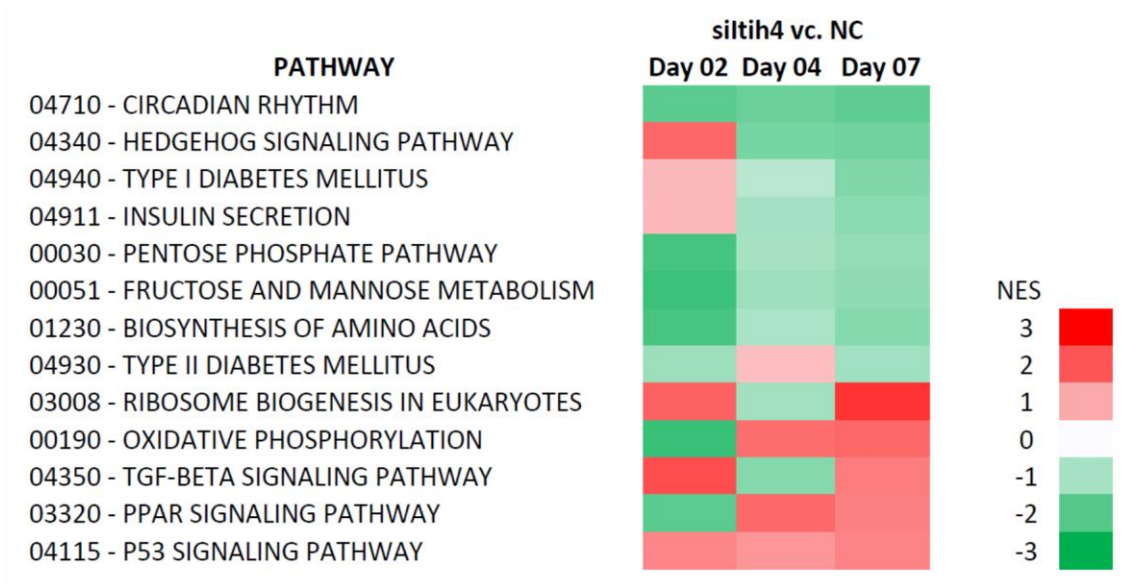 siItih4 vc. NC
PATHWAY Day 02 Day 04 Day 07
04710 - CIRCADIAN RHYTHM
04340 - HEDGEHOG SIGNALING PATHWAY
04940 - TYPE I DIABETES MELLITUS
04911 - INSULIN SECRETION
00030 - PENTOSE PHOSPHATE PATHWAY
00051 - FRUCTOSE AND MANNOSE METABOLISM
01230 - BIOSYNTHESIS OF AMINO ACIDS
04930 - TYPE II DIABETES MELLITUS
03008 - RIBOSOME BIOGENESIS IN EUKARYOTES
00190 - OXIDATIVE PHOSPHORYLATION
04350 - TGF-BETA SIGNALING PATHWAY
03320 - PPAR SIGNALING PATHWAY
04115 - P53 SIGNALING PATHWAY
NES
3
2
1
0
-1
-2
-3